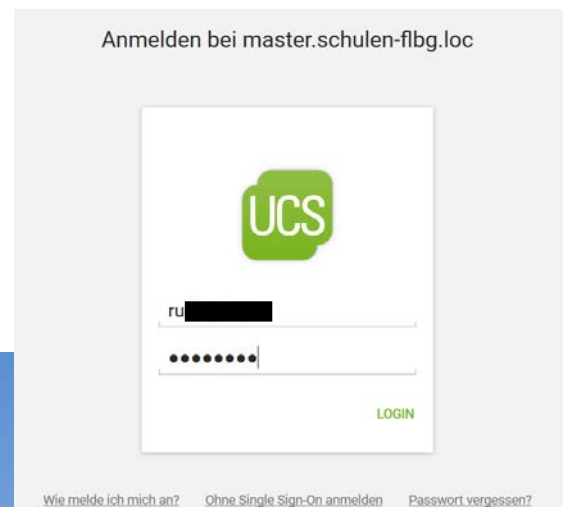 Anmelden bei master.schulen-flbg.loc
UCS
ru
LOGIN
Wie melde ich mich an? Ohne Single Sign-On anmelden Passwort vergessen?